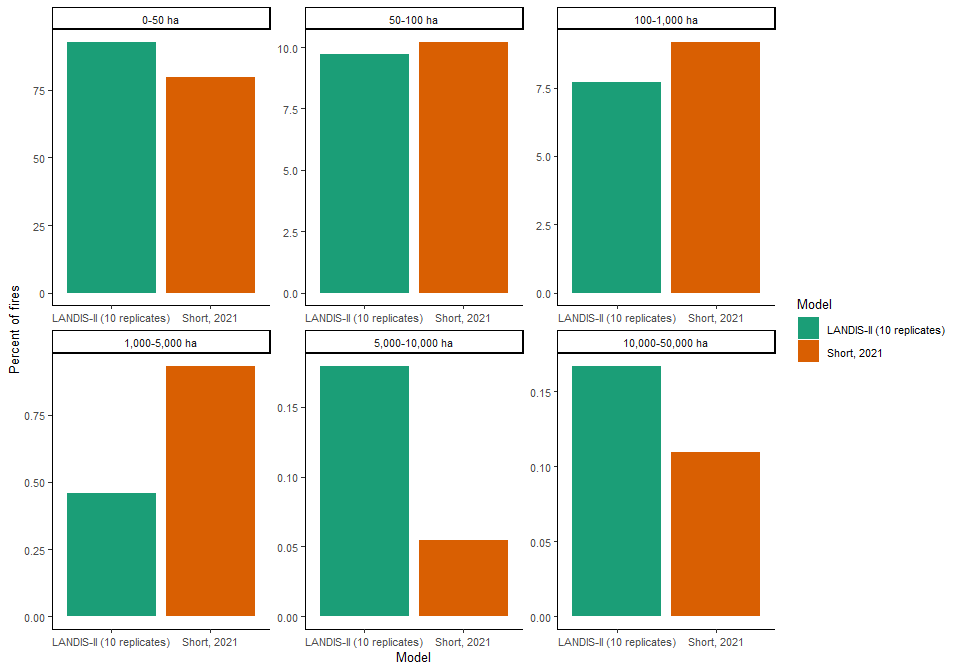 0-50 ha
50-100 ha
100-1,000 ha
75
50
25
0
10.0
7.5
5.0
2.5
0.0
7.5
5.0
2.5
0.0
LANDIS-II (10 replicates) Short, 2021
LANDIS-II (10 replicates) Short, 2021
LANDIS-II (10 replicates) Short, 2021
Percent of fires
1,000-5,000 ha
5,000-10,000 ha
10,000-50,000 ha
0.75
0.50
0.25
0.00
0.15
0.10
0.05
0.00
0.15
0.10
0.05
0.00
LANDIS-II (10 replicates) Short, 2021
LANDIS-II (10 replicates) Short, 2021
LANDIS-II (10 replicates) Short, 2021
Model
Model
LANDIS-II (10 replicates)
Short, 2021